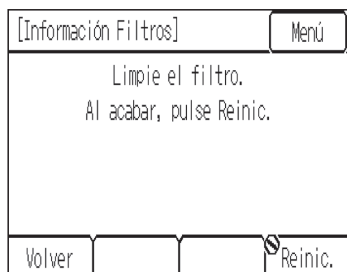 [Información Filtros] Menú
Limpie el filtro.
Al acabar, pulse Reinic.
Volver Reinic.